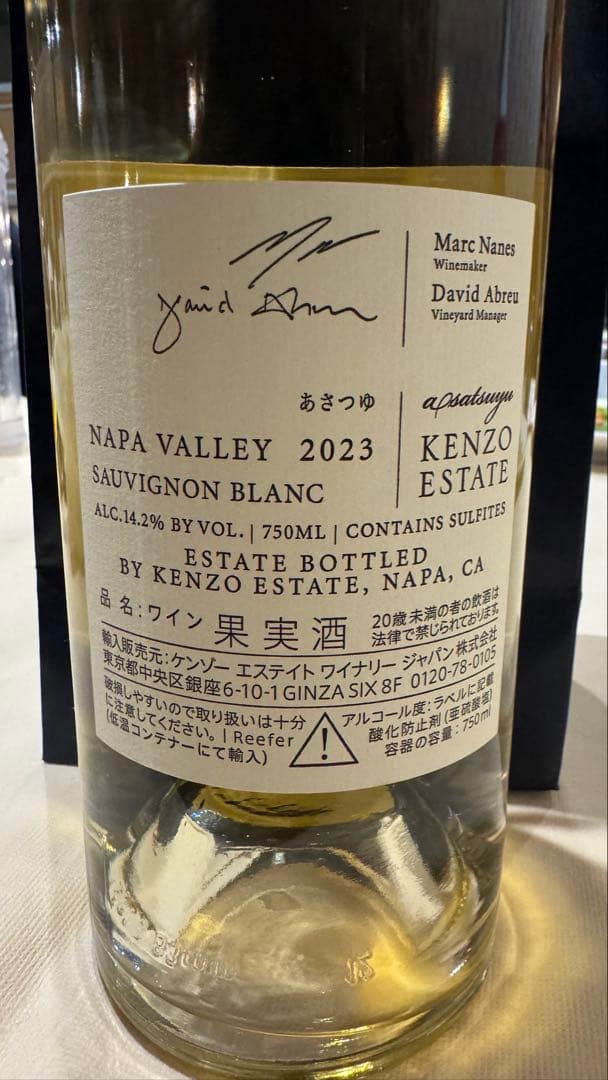 Marc Nanes
Winemaker
David Abreu
David Abreu
Vineyard Manager
あさつゆ
asatsuyu
NAPA VALLEY 2023
KENZO
ESTATE
SAUVIGNON BLANC
ALC.14.2% BY VOL. | 750ML | CONTAINS SULFITES
ESTATE BOTTLED
BY KENZO ESTATE, NAPA, CA
品 名:ワイン 果実酒
20歳未満の者の飲酒は
法律で禁じられております。
輸入販売元:ケンゾー エステイト ワイナリー ジャパン株式会社
東京都中央区銀座6-10-1 GINZA SIX 8F 0120-78-0105
破損しやすいので取り扱いは十分
に注意してください。| Reefer
(低温コンテナーにて輸入)
!
アルコール度:ラベルに記載
酸化防止剤(亜硫酸塩)
容器の容量:750ml